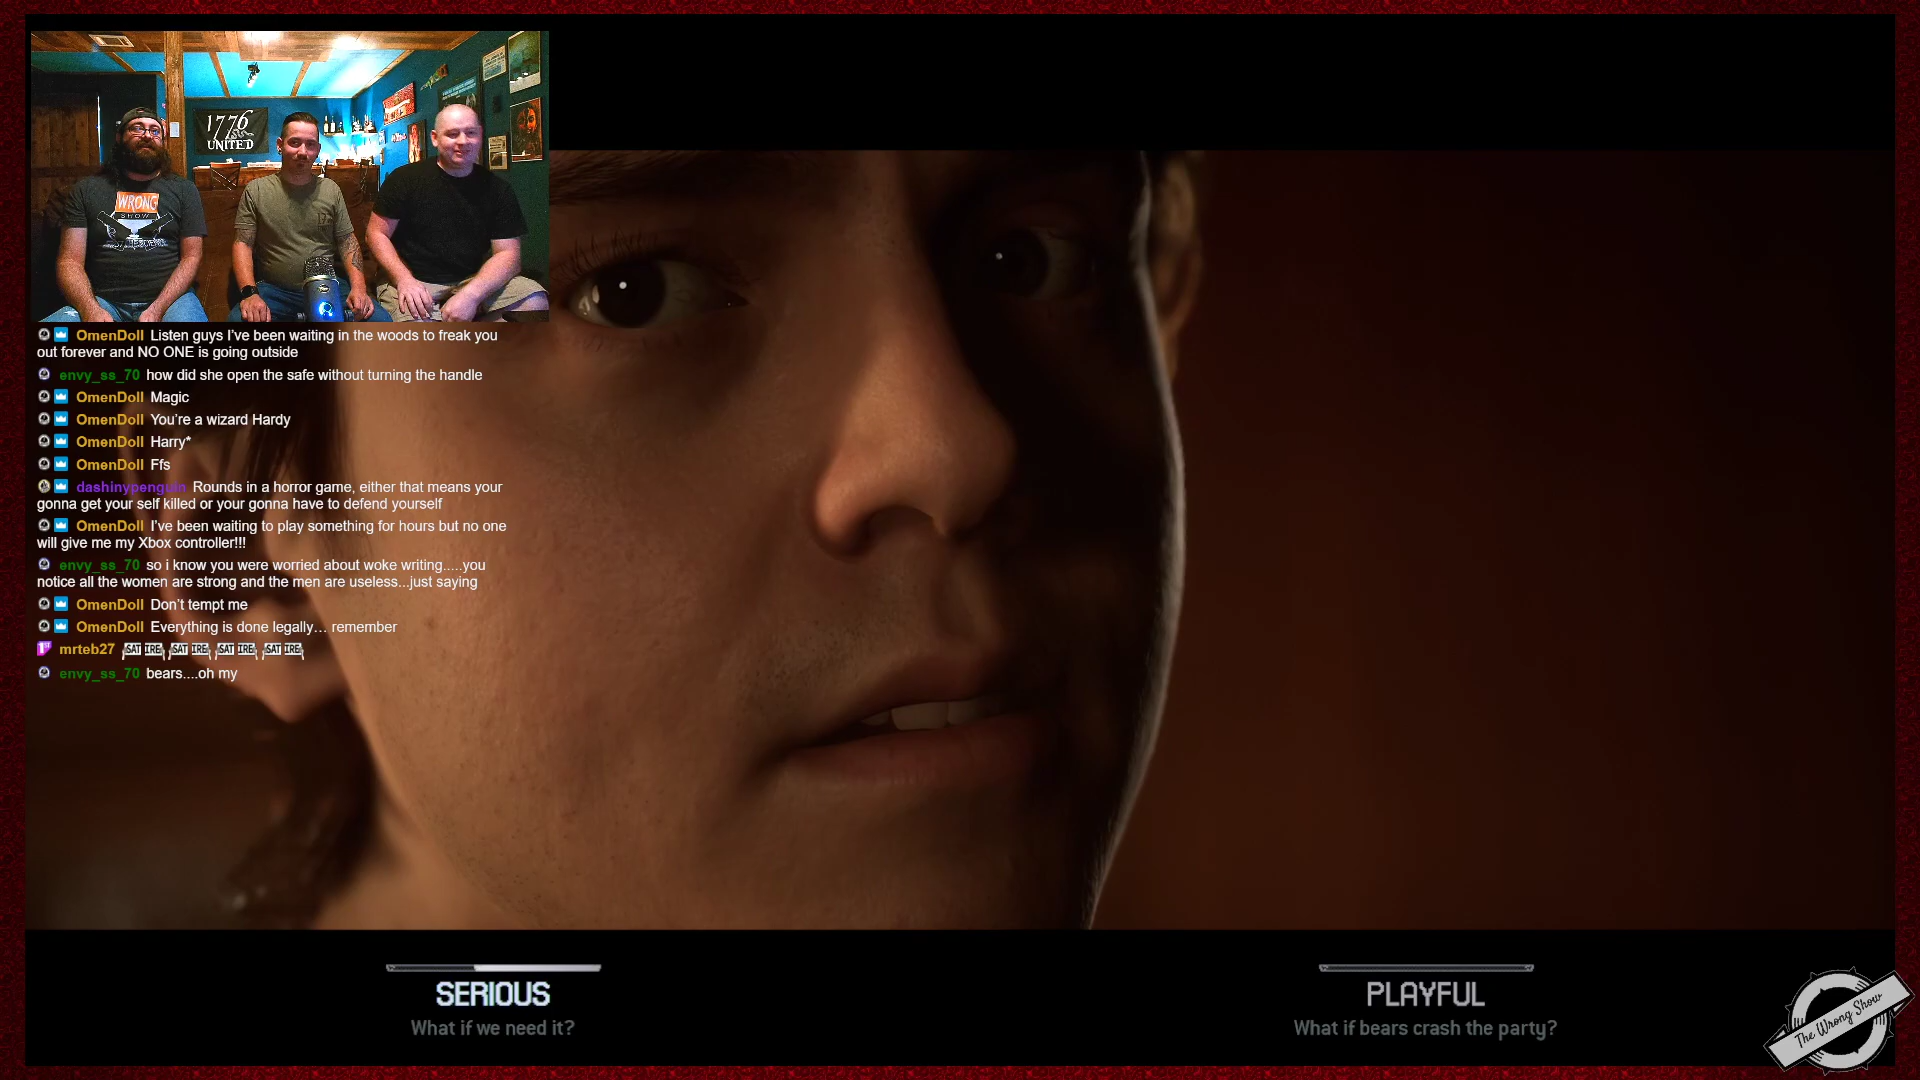 1776
UNITED
WRONG
SHOW
OmenDoll Listen guys I’ve been waiting in the woods to freak you
out forever and NO ONE is going outside
envy_ss_70 how did she open the safe without turning the handle
OmenDoll Magic
OmenDoll You’re a wizard Hardy
OmenDoll Harry*
OmenDoll Ffs
dashinypenguin Rounds in a horror game, either that means your
gonna get your self killed or your gonna have to defend yourself
OmenDoll I’ve been waiting to play something for hours but no one
will give me my Xbox controller!!!
envy_ss_70 so i know you were worried about woke writing.....you
notice all the women are strong and the men are useless...just saying
OmenDoll Don’t tempt me
OmenDoll Everything is done legally… remember
mrteb27 SATIRE SATIRE SATIRE SATIRE
envy_ss_70 bears....oh my
SERIOUS
What if we need it?
PLAYFUL
What if bears crash the party?
The Wrong Show